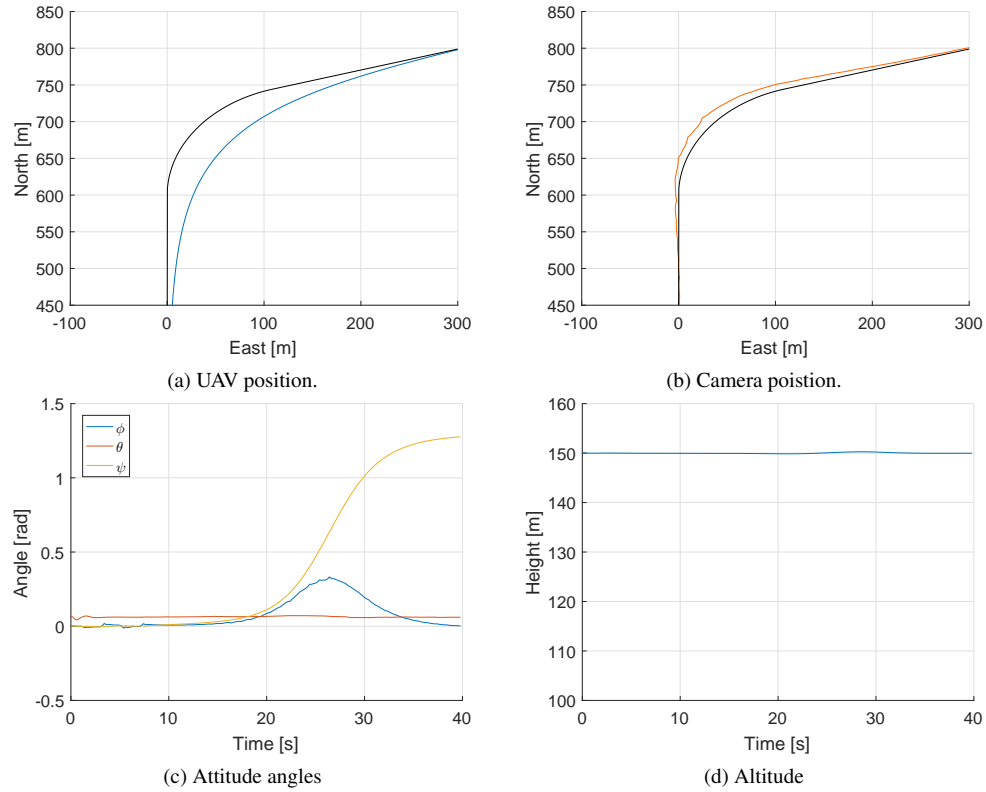 800
750
700
650
600
550
500
450
North [m]
-100 0 100 200 300
East [m]
(a) UAV position.
800
750
700
650
600
550
500
450
North [m]
-100 0 100 200 300
East [m]
(b) Camera poistion.
1.5
1
0.5
0
-0.5
Angle [rad]
ϕ
θ
ψ
0 10 20 30 40
Time [s]
(c) Attitude angles
160
150
140
130
120
110
100
Height [m]
0 10 20 30 40
Time [s]
(d) Altitude